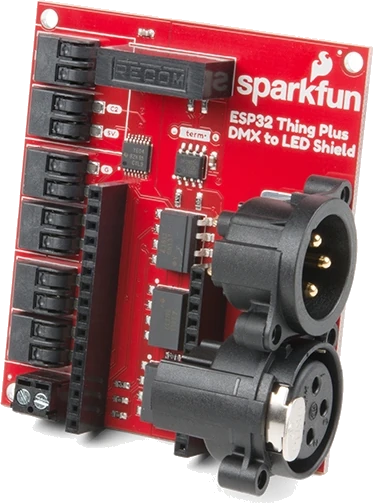 RECOM
sparkfun
ESP32 Thing Plus
DMX to LED Shield
term